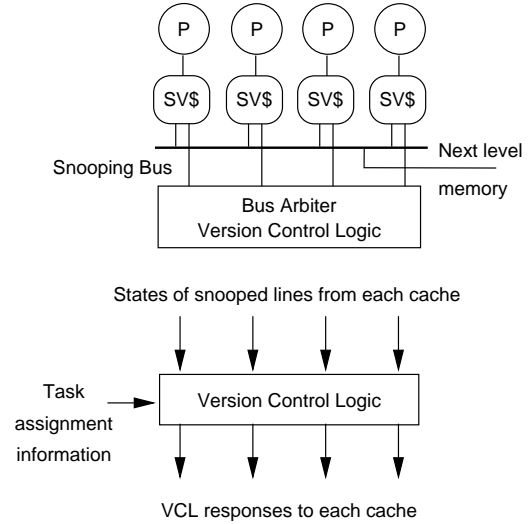 P P P P
SV$ SV$ SV$ SV$
Snooping Bus
Next level
memory
Bus Arbiter
Version Control Logic
States of snooped lines from each cache
Task
assignment
information
Version Control Logic
VCL responses to each cache